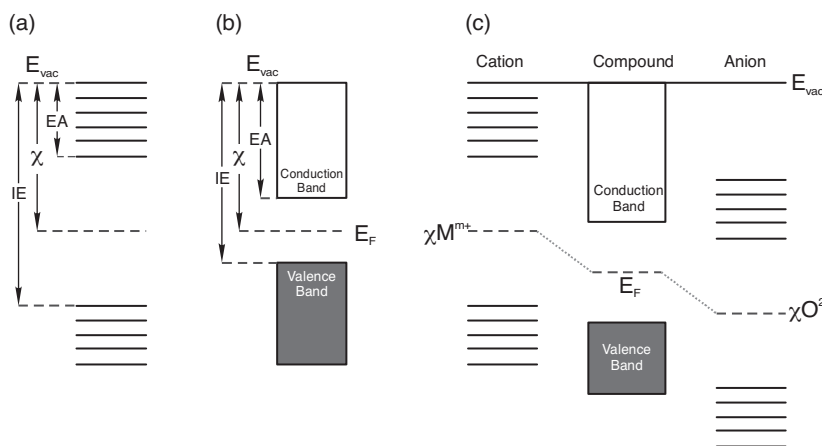 (a)
E_vac
EA
χ
IE
(b)
E_vac
EA
χ
IE
Conduction
Band
E_F
Valence
Band
(c)
Cation Compound Anion
E_vac
Conduction
Band
χM^m+
E_F
χO^2
Valence
Band